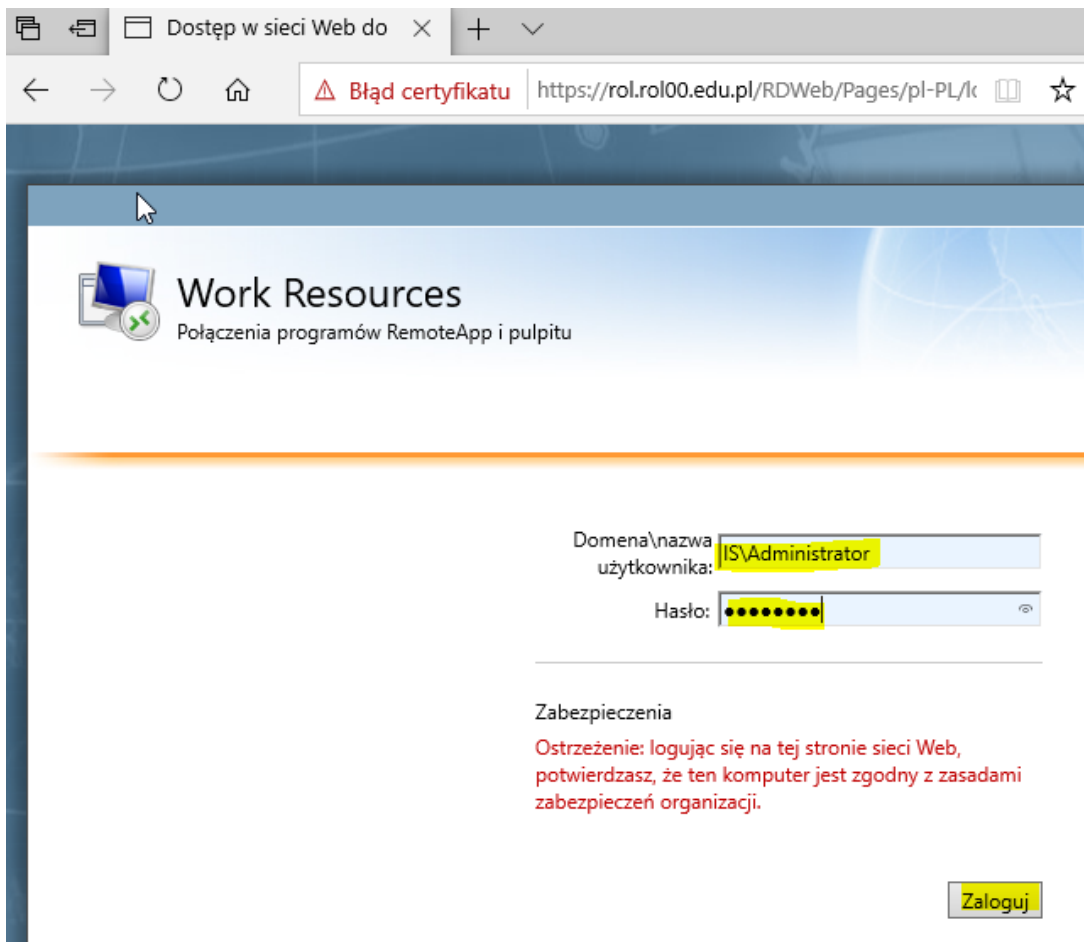 Dostęp w sieci Web do
Błąd certyfikatu https://rol.rol00.edu.pl/RDWeb/Pages/pl-PL/lo
Work Resources
Połączenia programów RemoteApp i pulpitu
Domena\nazwa
użytkownika: IS\Administrator
Hasło: ●●●●●●●●
Zabezpieczenia
Ostrzeżenie: logując się na tej stronie sieci Web,
potwierdzasz, że ten komputer jest zgodny z zasadami
zabezpieczeń organizacji.
Zaloguj